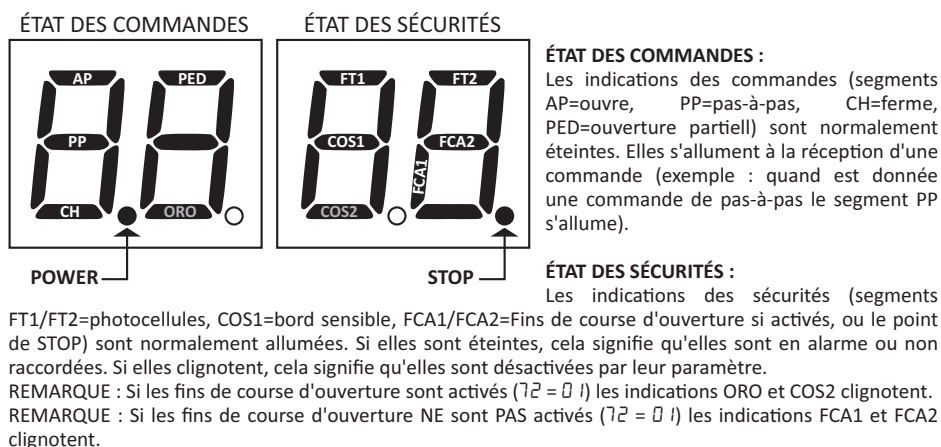 ÉTAT DES COMMANDES
ÉTAT DES SÉCURITÉS
AP
PED
PP
CH
ORO
POWER
FT1
FT2
COS1
FCA2
FCA1
COS2
STOP
ÉTAT DES COMMANDES :
Les indications des commandes (segments
AP=ouvre, PP=pas-à-pas, CH=ferme,
PED=ouverture partiell) sont normalement
éteintes. Elles s'allument à la réception d'une
commande (exemple : quand est donnée
une commande de pas-à-pas le segment PP
s'allume).
ÉTAT DES SÉCURITÉS :
Les indications des sécurités (segments
FT1/FT2=photocellules, COS1=bord sensible, FCA1/FCA2=Fins de course d'ouverture si activés, ou le point
de STOP) sont normalement allumées. Si elles sont éteintes, cela signifie qu'elles sont en alarme ou non
raccordées. Si elles clignotent, cela signifie qu'elles sont désactivées par leur paramètre.
REMARQUE : Si les fins de course d'ouverture sont activés (72 = 01) les indications ORO et COS2 clignotent.
REMARQUE : Si les fins de course d'ouverture NE sont PAS activés (72 = 01) les indications FCA1 et FCA2
clignotent.